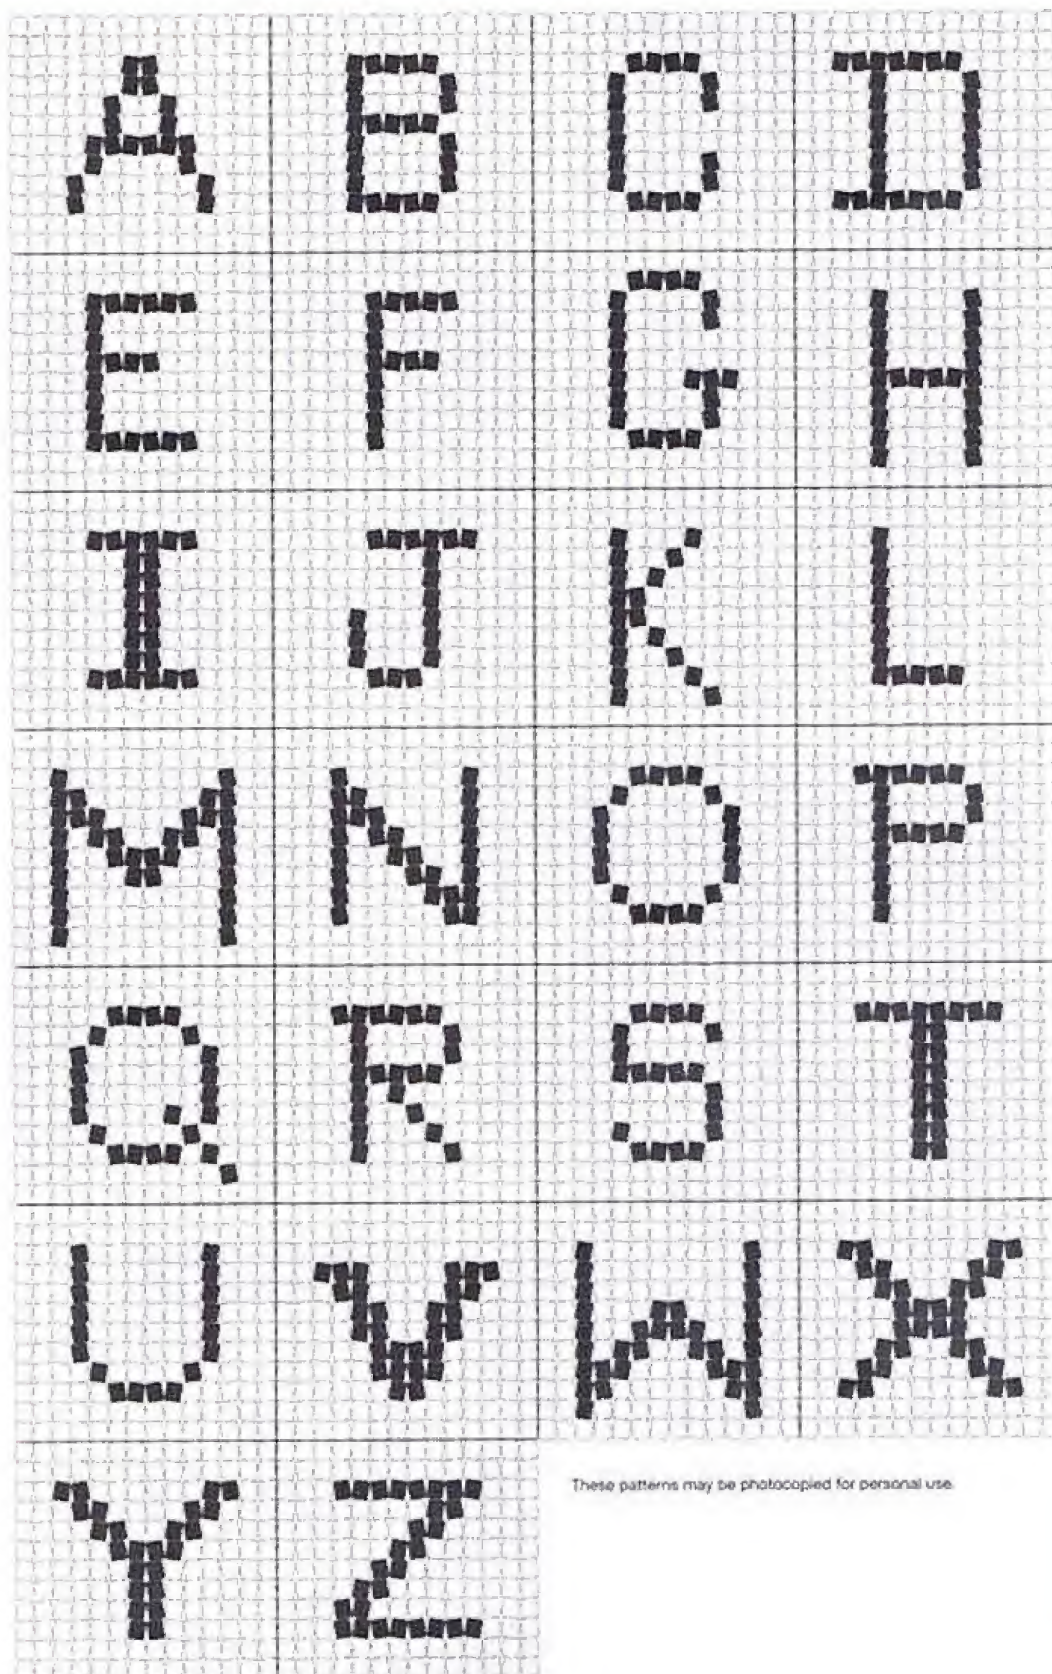 A B C D
E F G H
I J K L
M N O P
Q R S T
U V W X
Y Z
These patterns may be photocopied for personal use.